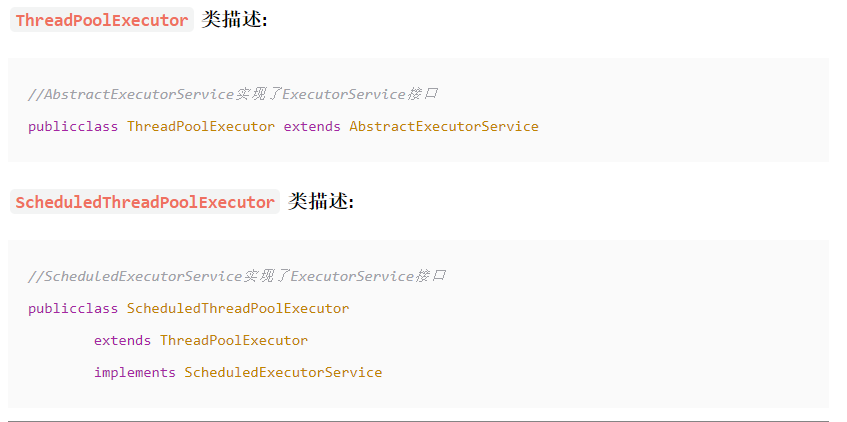 ThreadPoolExecutor 类描述:
//AbstractExecutorService实现了ExecutorService接口
publicclass ThreadPoolExecutor extends AbstractExecutorService
ScheduledThreadPoolExecutor 类描述:
//ScheduledExecutorService实现了ExecutorService接口
publicclass ScheduledThreadPoolExecutor
extends ThreadPoolExecutor
implements ScheduledExecutorService